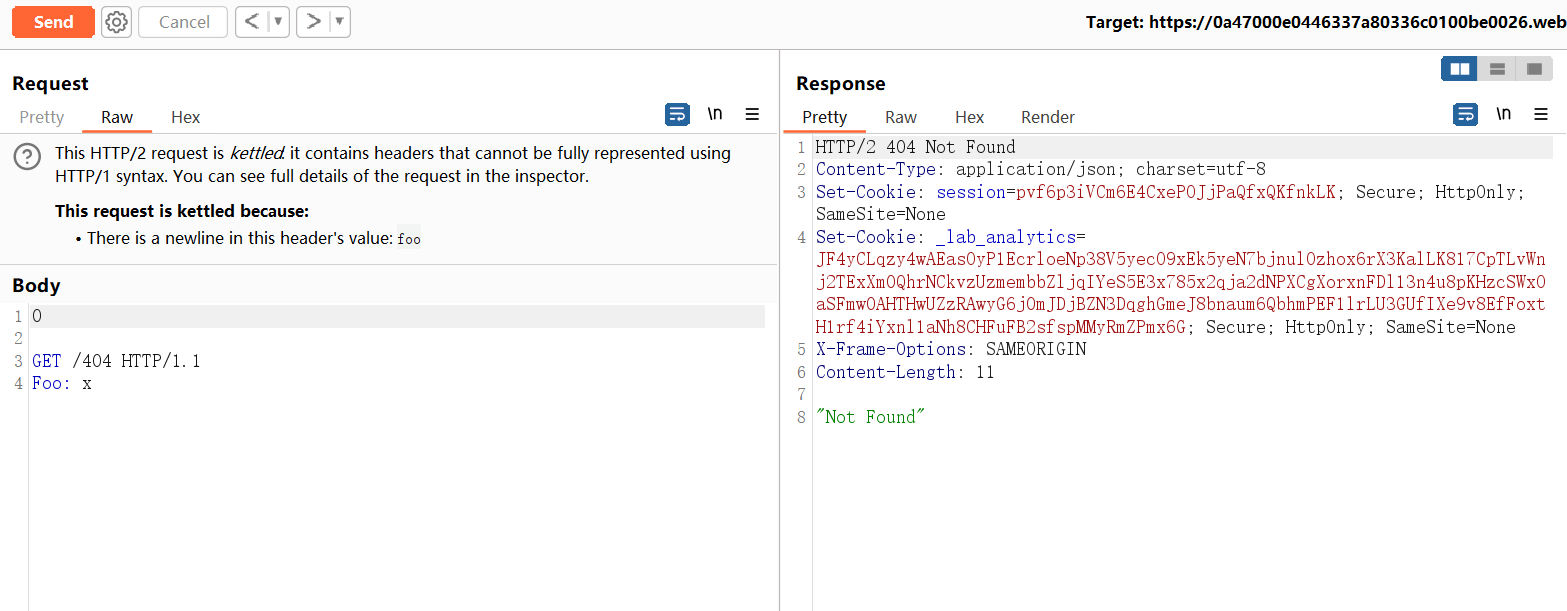 Send Cancel < ▼ > ▼ Target: https://0a47000e0446337a80336c0100be0026.web
Request
Pretty Raw Hex \n
This HTTP/2 request is kettled: it contains headers that cannot be fully represented using
HTTP/1 syntax. You can see full details of the request in the inspector.
This request is kettled because:
• There is a newline in this header's value: foo
Body
1 0
2
3 GET /404 HTTP/1.1
4 Foo: x
Response
Pretty Raw Hex Render \n
1 HTTP/2 404 Not Found
2 Content-Type: application/json; charset=utf-8
3 Set-Cookie: session=pvf6p3iVCm6E4CxePOJjPaQfxQKfnkLK; Secure; HttpOnly;
SameSite=None
4 Set-Cookie: _lab_analytics=
5 X-Frame-Options: SAMEORIGIN
6 Content-Length: 11
7
8 "Not Found"